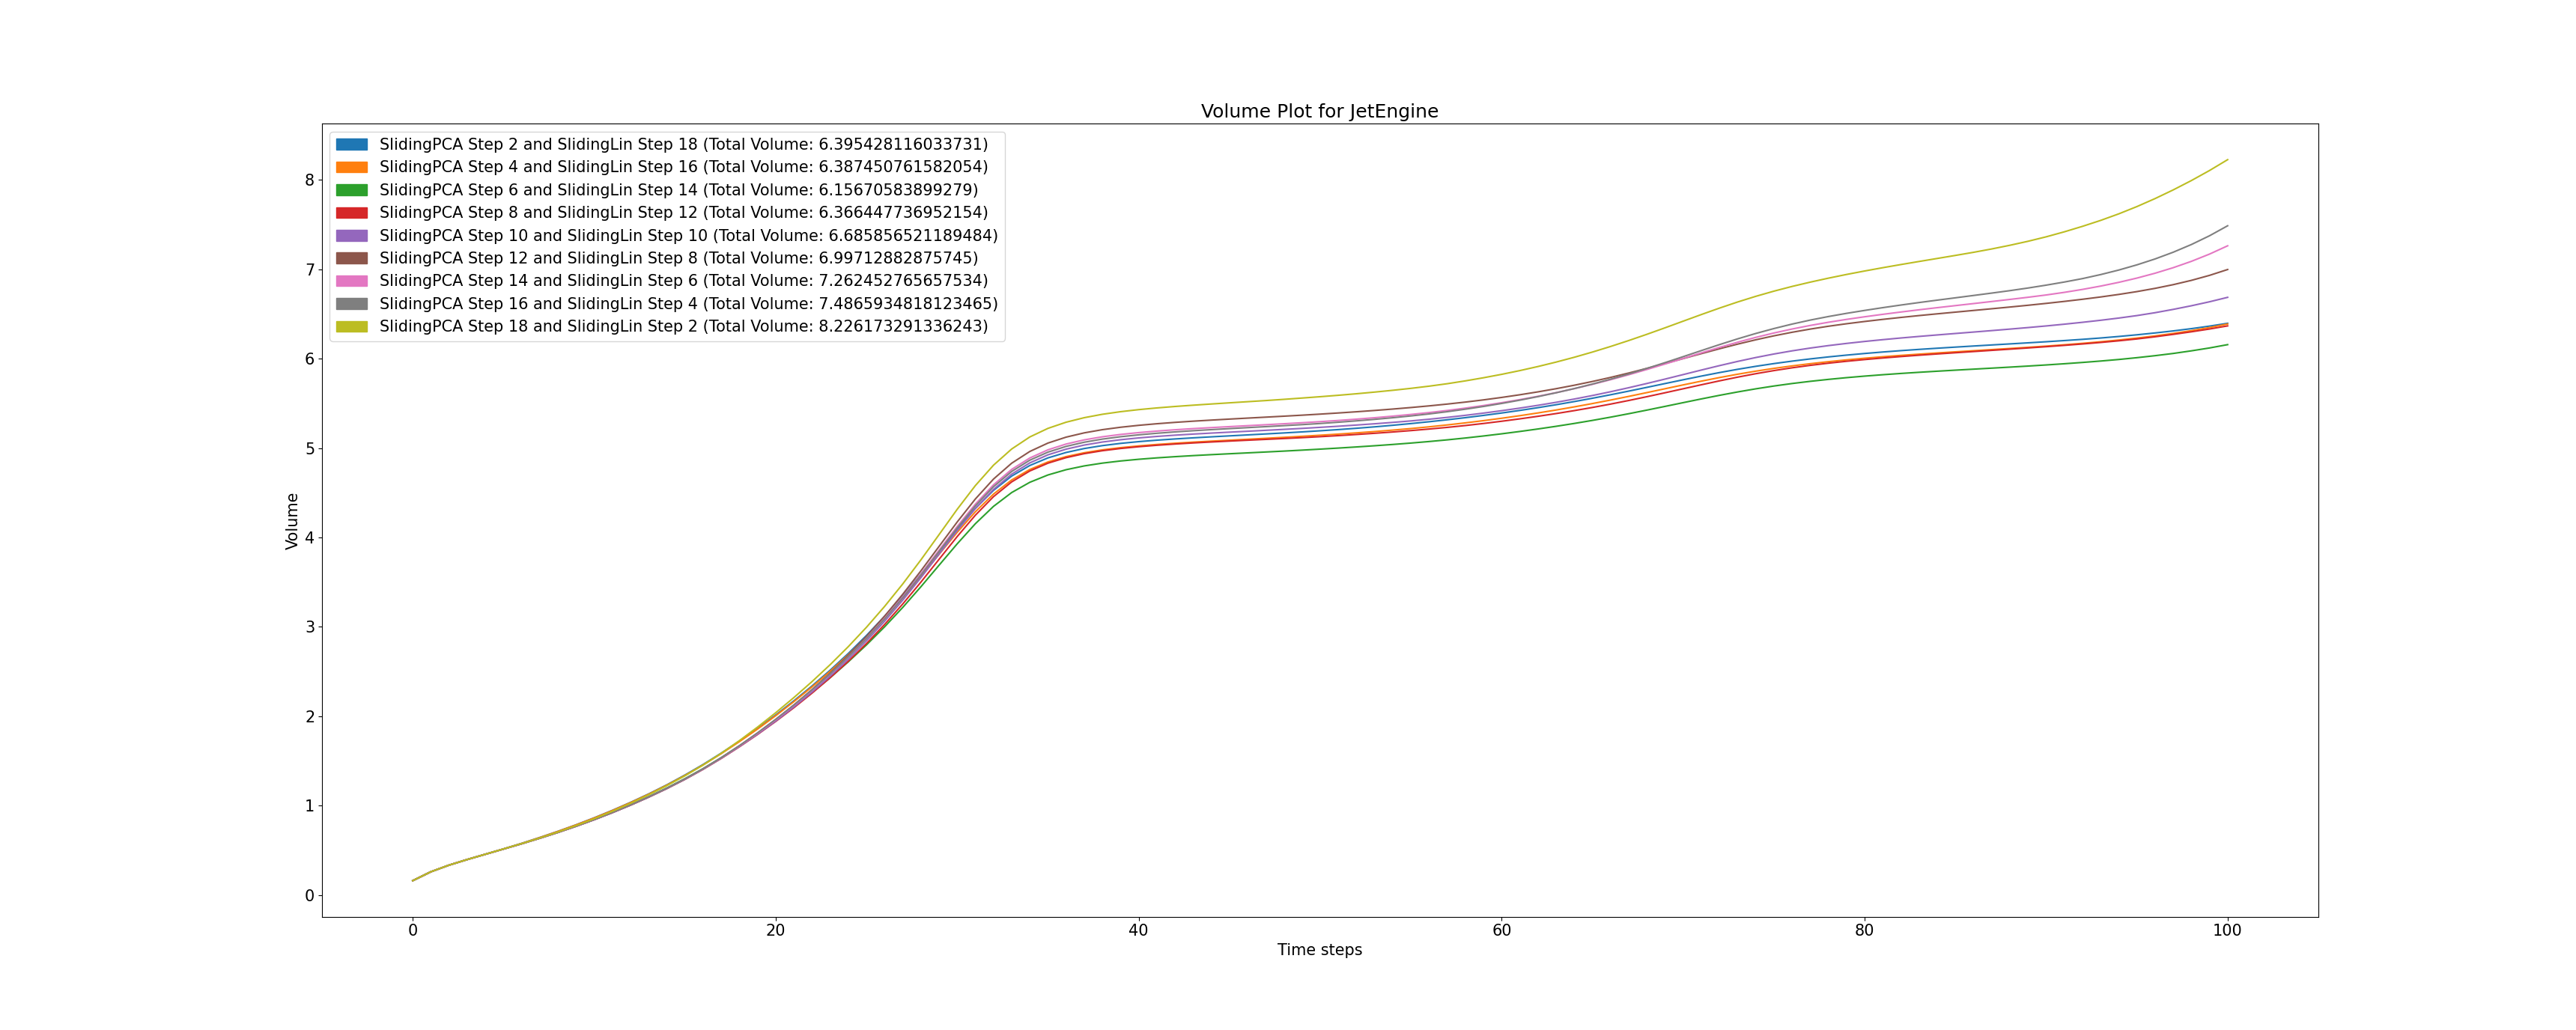 Volume Plot for JetEngine
SlidingPCA Step 2 and SlidingLin Step 18 (Total Volume: 6.395428116033731)
SlidingPCA Step 4 and SlidingLin Step 16 (Total Volume: 6.387450761582054)
SlidingPCA Step 6 and SlidingLin Step 14 (Total Volume: 6.15670583899279)
SlidingPCA Step 8 and SlidingLin Step 12 (Total Volume: 6.366447736952154)
SlidingPCA Step 10 and SlidingLin Step 10 (Total Volume: 6.685856521189484)
SlidingPCA Step 12 and SlidingLin Step 8 (Total Volume: 6.99712882875745)
SlidingPCA Step 14 and SlidingLin Step 6 (Total Volume: 7.262452765657534)
SlidingPCA Step 16 and SlidingLin Step 4 (Total Volume: 7.4865934818123465)
SlidingPCA Step 18 and SlidingLin Step 2 (Total Volume: 8.226173291336243)
8
7
6
5
4
3
2
1
0
Volume
0 20 40 60 80 100
Time steps